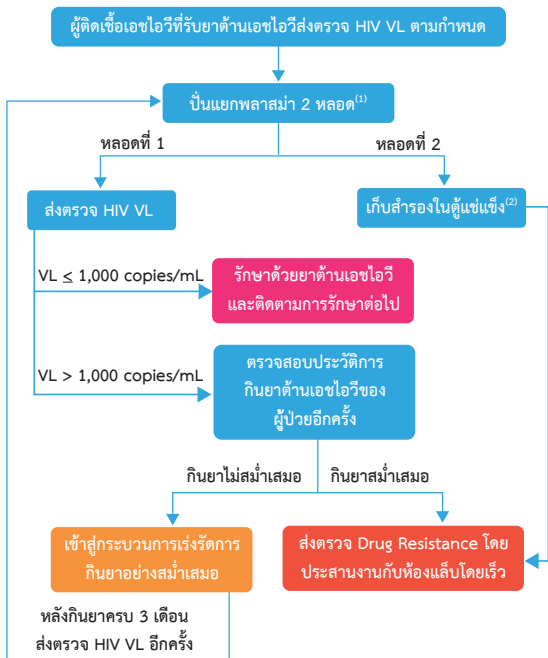 ผู้ติดเชื้อเอชไอวีที่รับยาต้านเอชไอวีส่งตรวจ HIV VL ตามกำหนด
ปั่นแยกพลาสม่า 2 หลอด(1)
หลอดที่ 1
หลอดที่ 2
ส่งตรวจ HIV VL
เก็บสำรองในตู้แช่แข็ง(2)
VL ≤ 1,000 copies/mL
รักษาด้วยยาต้านเอชไอวี
และติดตามการรักษาต่อไป
VL > 1,000 copies/mL
ตรวจสอบประวัติการ
กินยาต้านเอชไอวีของ
ผู้ป่วยอีกครั้ง
กินยาไม่สม่ำเสมอ
กินยาสม่ำเสมอ
เข้าสู่กระบวนการเร่งรัดการ
กินยาอย่างสม่ำเสมอ
ส่งตรวจ Drug Resistance โดย
ประสานงานกับห้องแล็บโดยเร็ว
หลังกินยาครบ 3 เดือน
ส่งตรวจ HIV VL อีกครั้ง